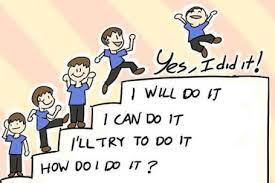 Yes, I did it!
I WILL DO IT
I CAN DO IT
I'LL TRY TO DO IT
HOW DO I DO IT ?